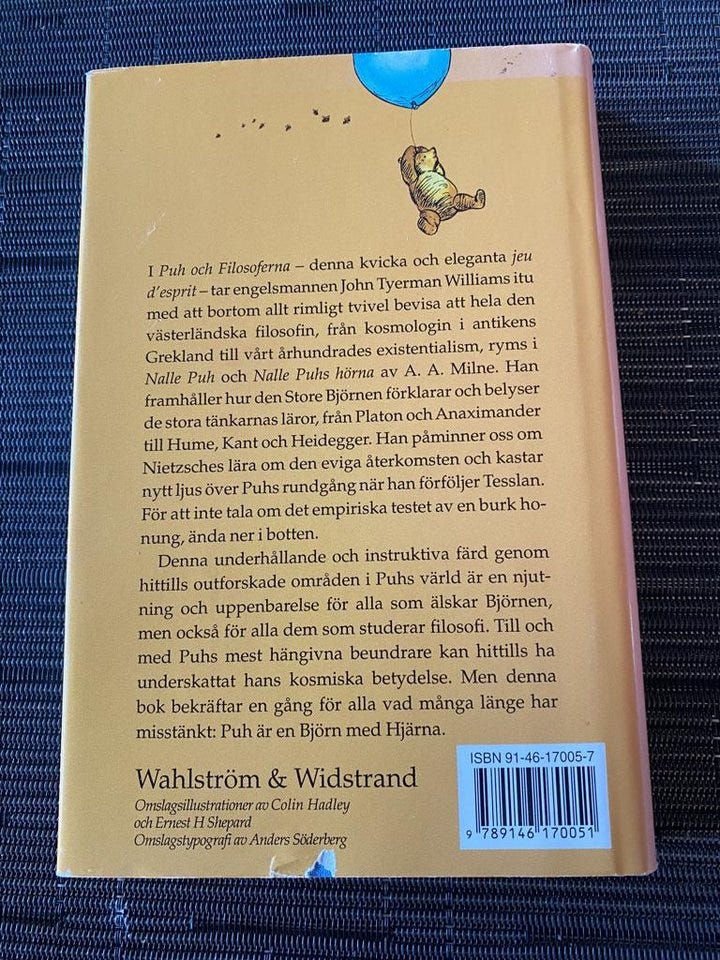 I Puh och Filosoferna – denna kvicka och eleganta jeu
d'esprit – tar engelsmannen John Tyerman Williams itu
med att bortom allt rimligt tvivel bevisa att hela den
västerländska filosofin, från kosmologin i antikens
Grekland till vårt århundrades existentialism, ryms i
Nalle Puh och Nalle Puhs hörna av A. A. Milne. Han
framhåller hur den Store Björnen förklarar och belyser
de stora tänkarnas läror, från Platon och Anaximander
till Hume, Kant och Heidegger. Han påminner oss om
Nietzsches lära om den eviga återkomsten och kastar
nytt ljus över Puhs rundgång när han förföljer Tesslan.
För att inte tala om det empiriska testet av en burk ho-
nung, ända ner i botten.
Denna underhållande och instruktiva färd genom
hittills outforskade områden i Puhs värld är en njut-
ning och uppenbarelse för alla som älskar Björnen,
men också för alla dem som studerar filosofi. Till och
med Puhs mest hängivna beundrare kan hittills ha
underskattat hans kosmiska betydelse. Men denna
bok bekräftar en gång för alla vad många länge har
misstänkt: Puh är en Björn med Hjärna.
Wahlström & Widstrand
Omslagsillustrationer av Colin Hadley
och Ernest H Shepard
Omslagstypografi av Anders Söderberg
ISBN 91-46-17005-7
9 789146 170051